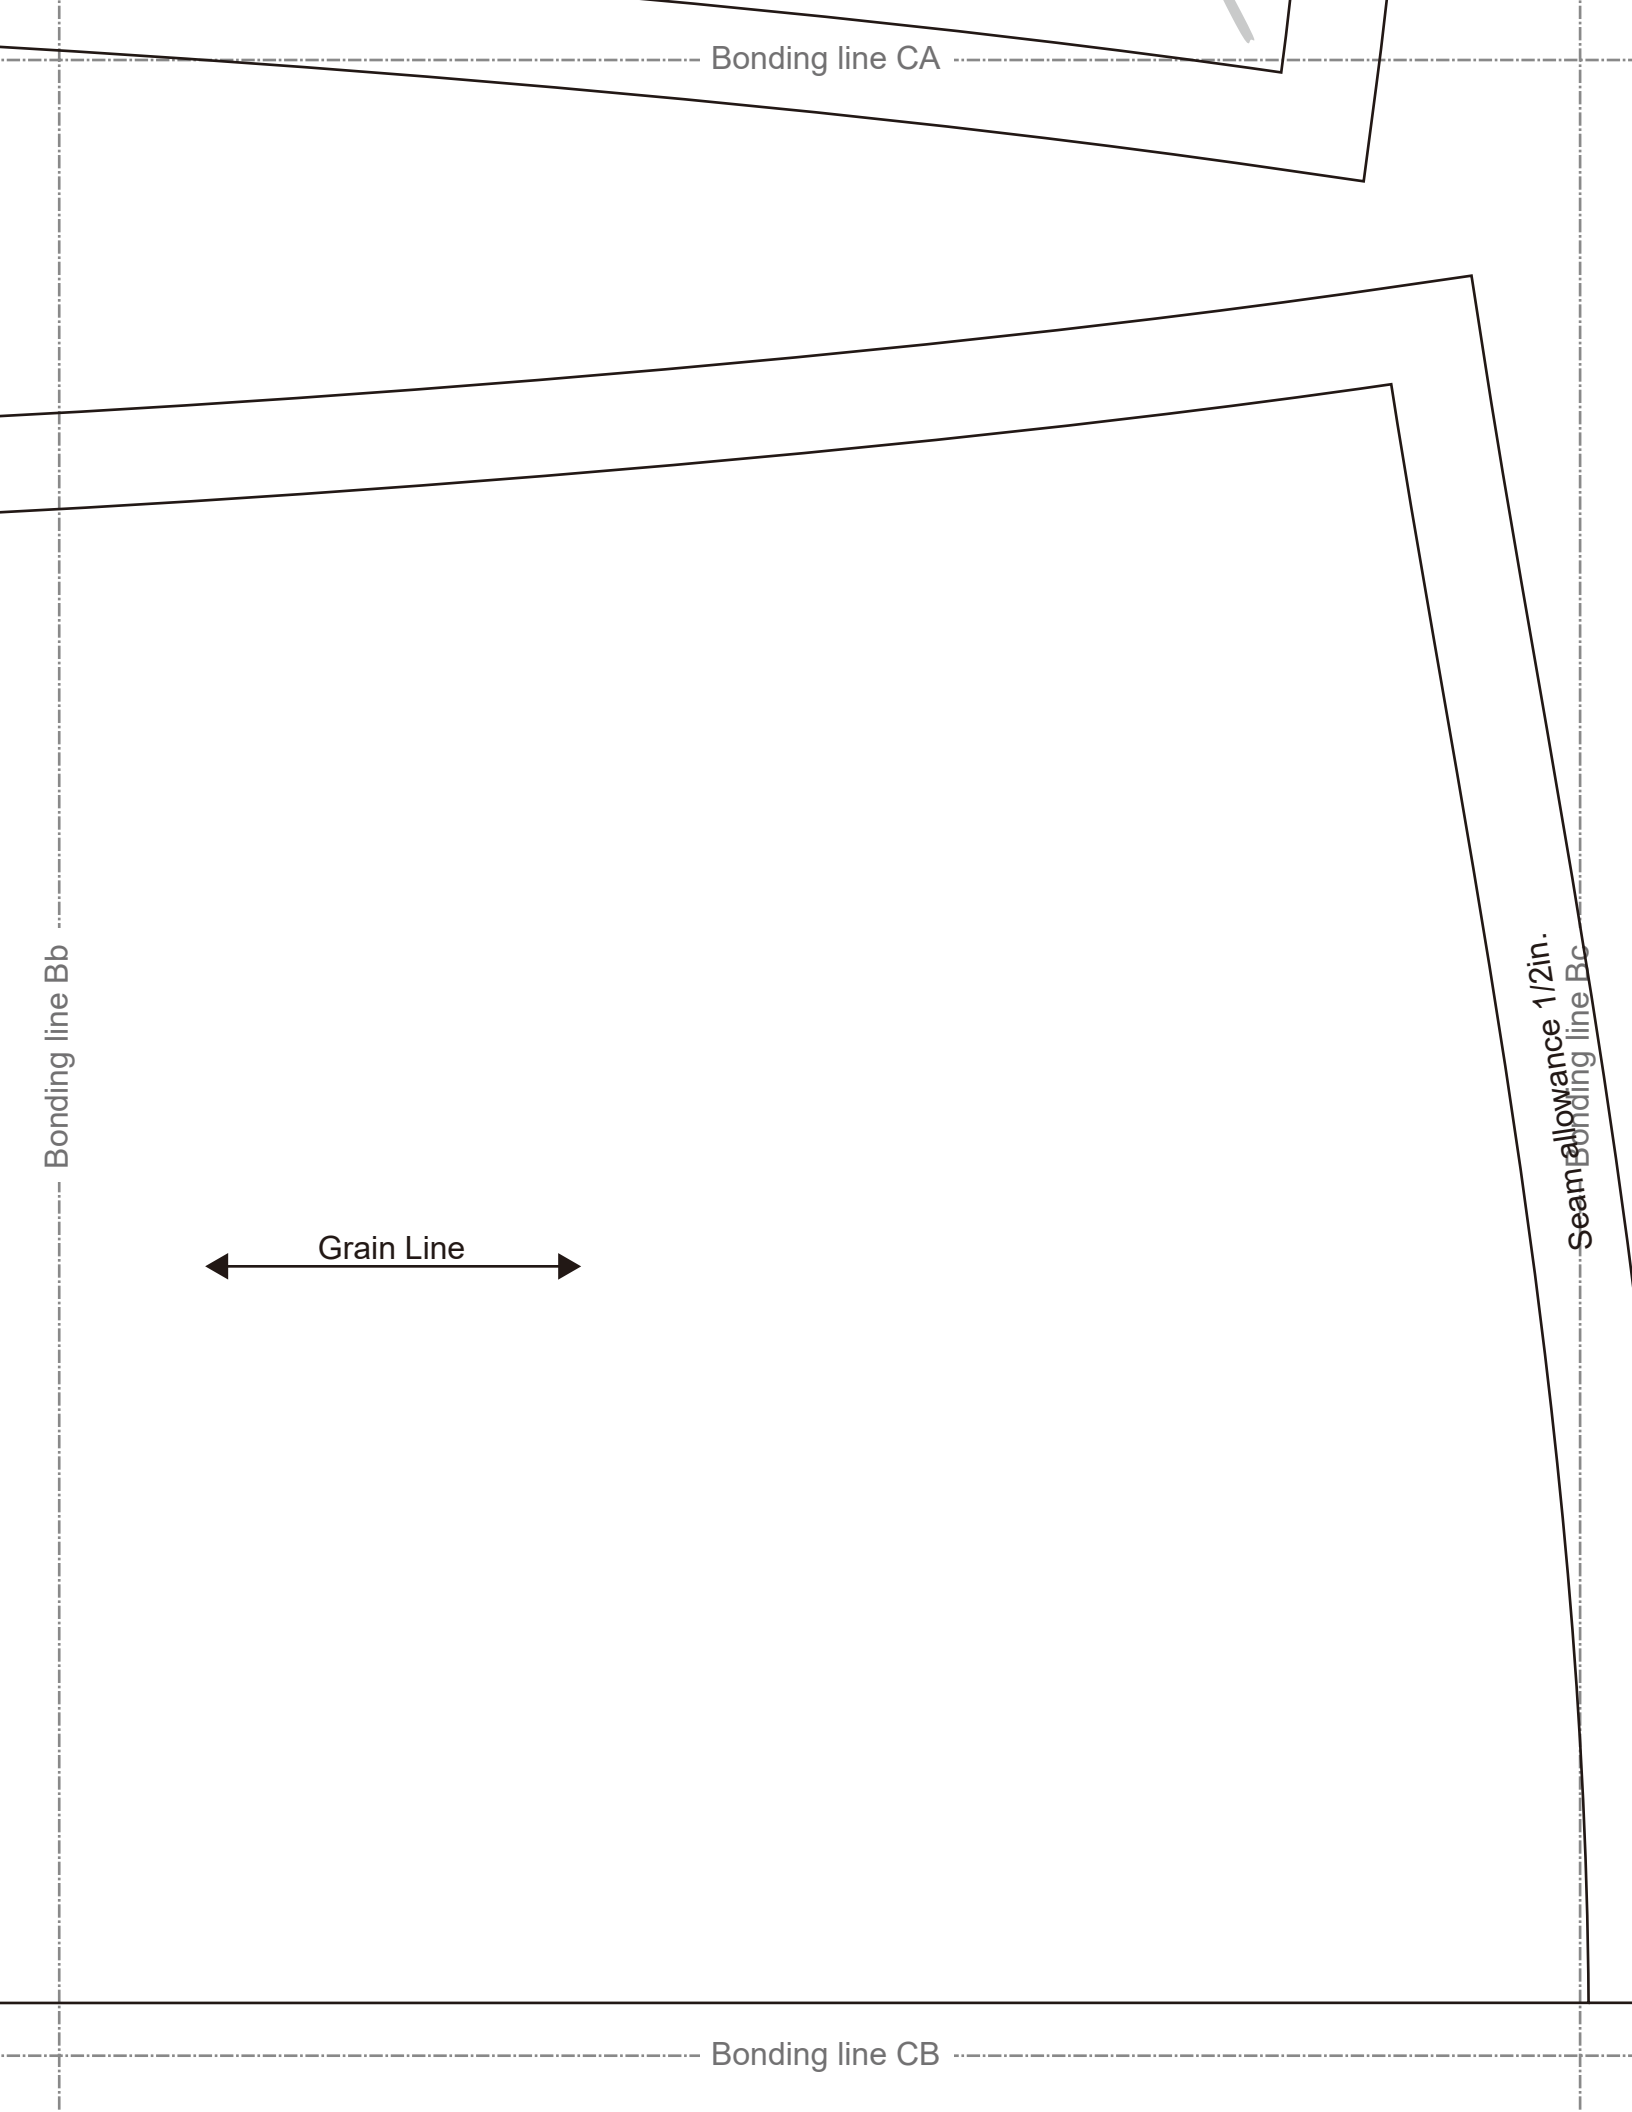 Bonding line CA
Bonding line Bb
Seam allowance 1/2in.
Bonding line Bc
Grain Line
Bonding line CB